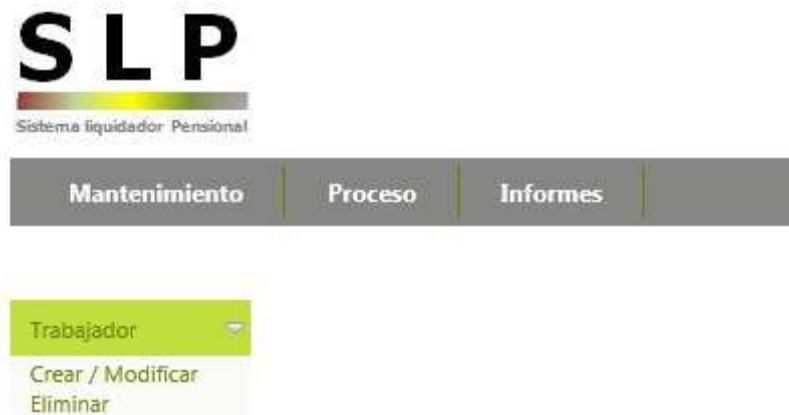 S L P
Sistema liquidador Pensional
Mantenimiento Proceso Informes
Trabajador
Crear / Modificar
Eliminar